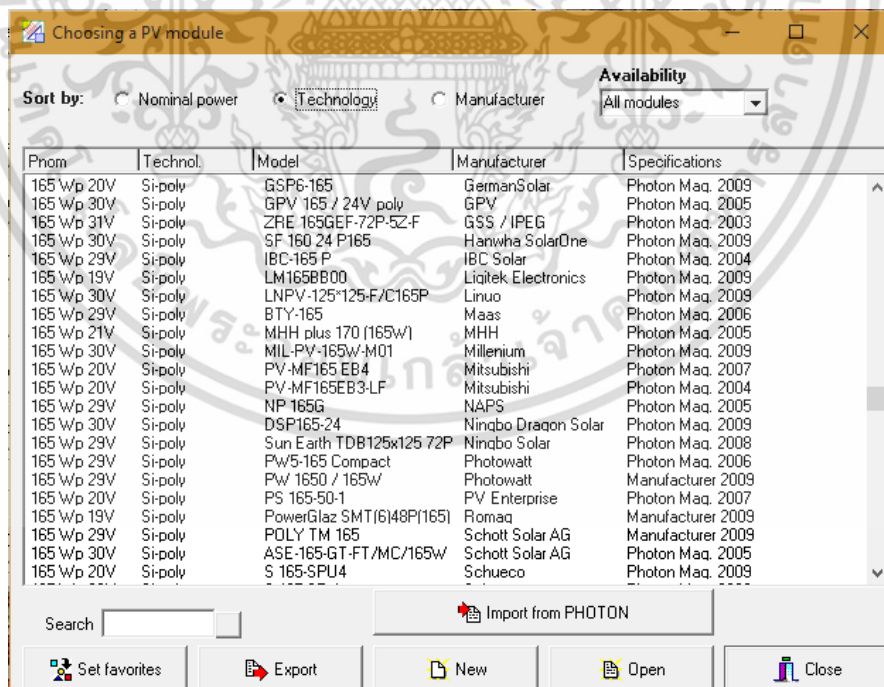 Choosing a PV module
Availability
Sort by: Nominal power Technology Manufacturer All modules
Pnom Technol. Model Manufacturer Specifications
165 Wp 20V Si-poly GSP6-165 GermanSolar Photon Mag. 2009
165 Wp 30V Si-poly GPV 165 / 24V poly GPV Photon Mag. 2005
165 Wp 31V Si-poly ZRE 165GEF-72P-5Z-F GSS / IPEG Photon Mag. 2003
165 Wp 30V Si-poly SF 160 24 P165 Hanwha SolarOne Photon Mag. 2009
165 Wp 29V Si-poly IBC-165 P IBC Solar Photon Mag. 2004
165 Wp 19V Si-poly LM165BB00 Ligitek Electronics Photon Mag. 2009
165 Wp 30V Si-poly LNPV-125*125-F/C165P Linuo Photon Mag. 2009
165 Wp 29V Si-poly BTY-165 Maas Photon Mag. 2006
165 Wp 21V Si-poly MHH plus 170 (165W) MHH Photon Mag. 2005
165 Wp 30V Si-poly MIL-PV-165W-M01 Millenium Photon Mag. 2009
165 Wp 20V Si-poly PV-MF165 EB4 Mitsubishi Photon Mag. 2007
165 Wp 20V Si-poly PV-MF165EB3-LF Mitsubishi Photon Mag. 2004
165 Wp 29V Si-poly NP 165G NAPS Photon Mag. 2005
165 Wp 30V Si-poly DSP165-24 Ningbo Dragon Solar Photon Mag. 2009
165 Wp 29V Si-poly Sun Earth TDB125x125 72P Ningbo Solar Photon Mag. 2008
165 Wp 29V Si-poly PW5-165 Compact Photowatt Photon Mag. 2006
165 Wp 29V Si-poly PW 1650 / 165W Photowatt Manufacturer 2009
165 Wp 20V Si-poly PS 165-50-1 PV Enterprise Photon Mag. 2007
165 Wp 19V Si-poly PowerGlaz SMT(6)48P(165) Romag Manufacturer 2009
165 Wp 29V Si-poly POLY TM 165 Schott Solar AG Manufacturer 2009
165 Wp 30V Si-poly ASE-165-GT-FT/MC/165W Schott Solar AG Photon Mag. 2005
165 Wp 20V Si-poly S 165-SPU4 Schueco Photon Mag. 2009
Search Import from PHOTON
Set favorites Export New Open Close